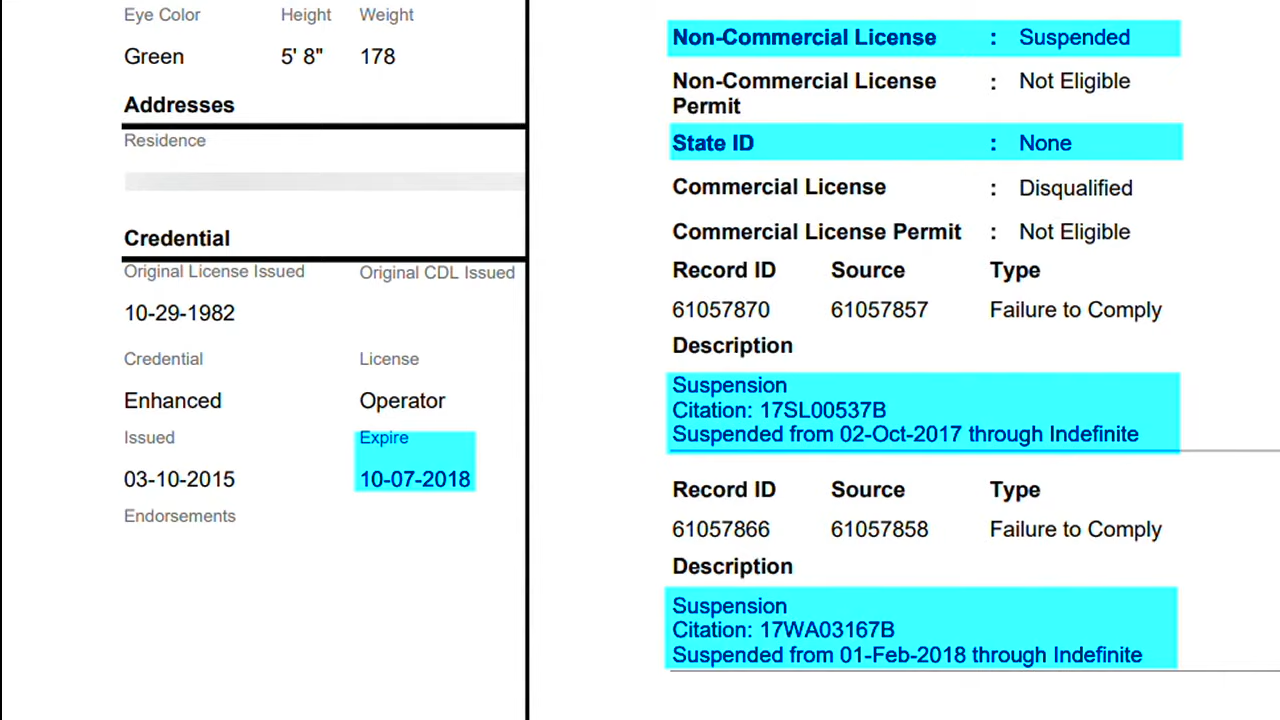 Eye Color Height Weight
Green 5' 8" 178
Addresses
Residence
Credential
Original License Issued Original CDL Issued
10-29-1982
Credential License
Enhanced Operator
Issued Expire
03-10-2015 10-07-2018
Endorsements
Non-Commercial License : Suspended
Non-Commercial License : Not Eligible
Permit
State ID : None
Commercial License : Disqualified
Commercial License Permit : Not Eligible
Record ID Source Type
61057870 61057857 Failure to Comply
Description
Suspension
Citation: 17SL00537B
Suspended from 02-Oct-2017 through Indefinite
Record ID Source Type
61057866 61057858 Failure to Comply
Description
Suspension
Citation: 17WA03167B
Suspended from 01-Feb-2018 through Indefinite